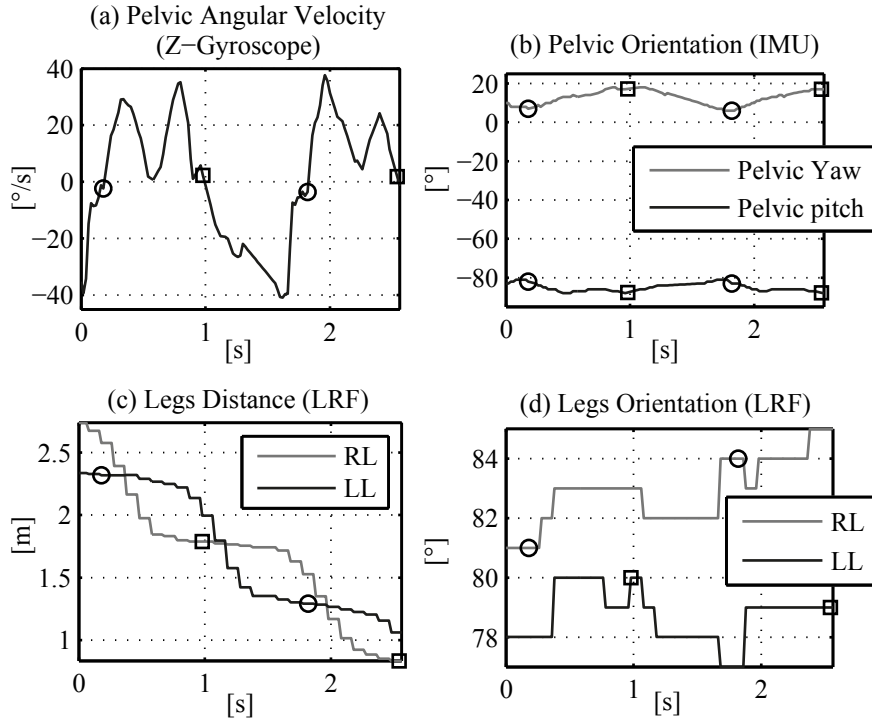 (a) Pelvic Angular Velocity
(Z−Gyroscope)
40
20
0
−20
−40
[°/s]
0
1
2
[s]
(b) Pelvic Orientation (IMU)
20
0
−20
−40
−60
−80
[°]
Pelvic Yaw
Pelvic pitch
0
1
2
[s]
(c) Legs Distance (LRF)
2.5
2
1.5
1
[m]
RL
LL
0
1
2
[s]
(d) Legs Orientation (LRF)
84
82
80
78
[°]
RL
LL
0
1
2
[s]